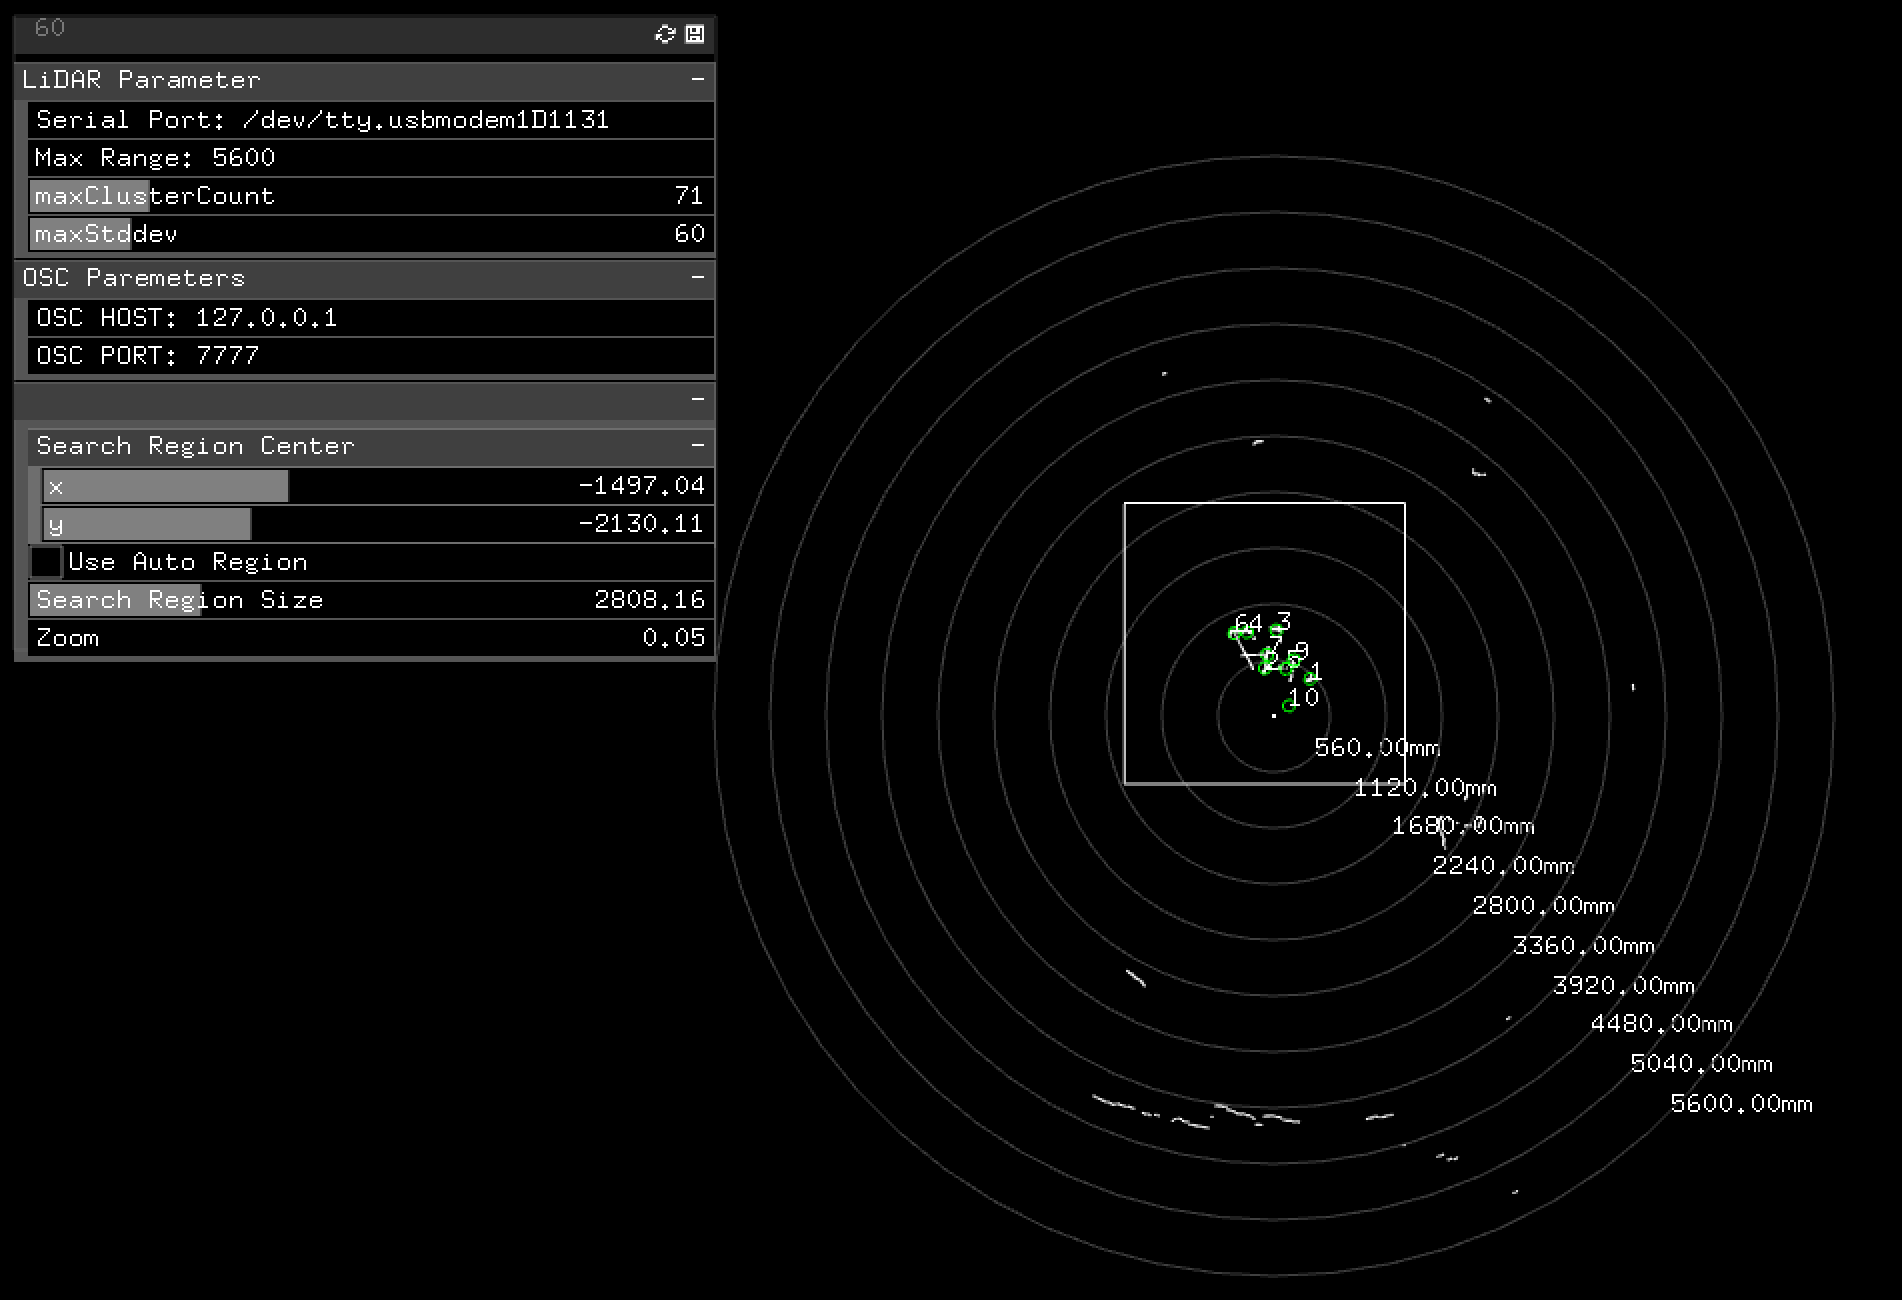 60
LiDAR Parameter -
Serial Port: /dev/tty.usbmodem1D1131
Max Range: 5600
maxClusterCount 71
maxStddev 60
OSC Paremeters -
OSC HOST: 127.0.0.1
OSC PORT: 7777
-
Search Region Center -
x -1497.04
y -2130.11
Use Auto Region
Search Region Size 2808.16
Zoom 0.05
64 3
9
1
10
560.00mm
1120.00mm
1680.00mm
2240.00mm
2800.00mm
3360.00mm
3920.00mm
4480.00mm
5040.00mm
5600.00mm